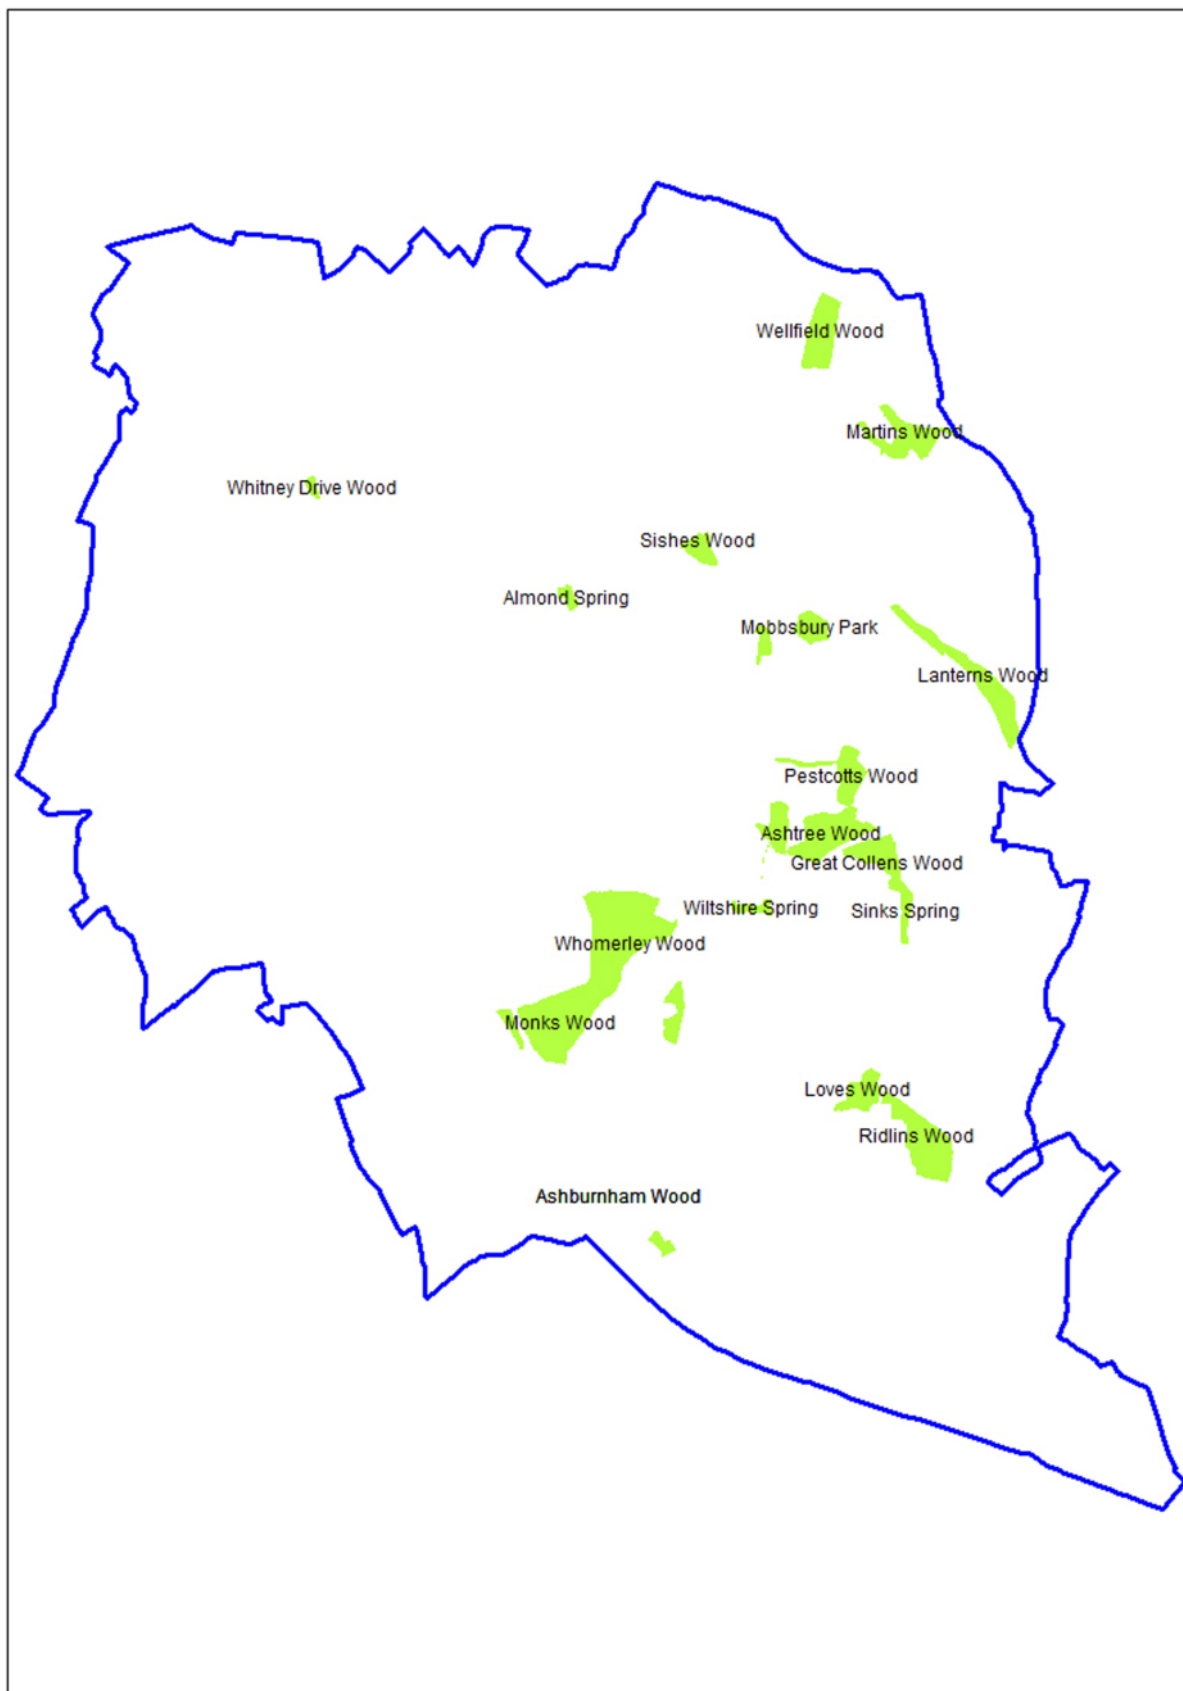 Wellfield Wood
Martins Wood
Whitney Drive Wood
Sishes Wood
Almond Spring
Mobbsbury Park
Lanterns Wood
Pestcotts Wood
Ashtree Wood
Great Collens Wood
Wiltshire Spring
Sinks Spring
Whomerley Wood
Monks Wood
Loves Wood
Ridlins Wood
Ashburnham Wood